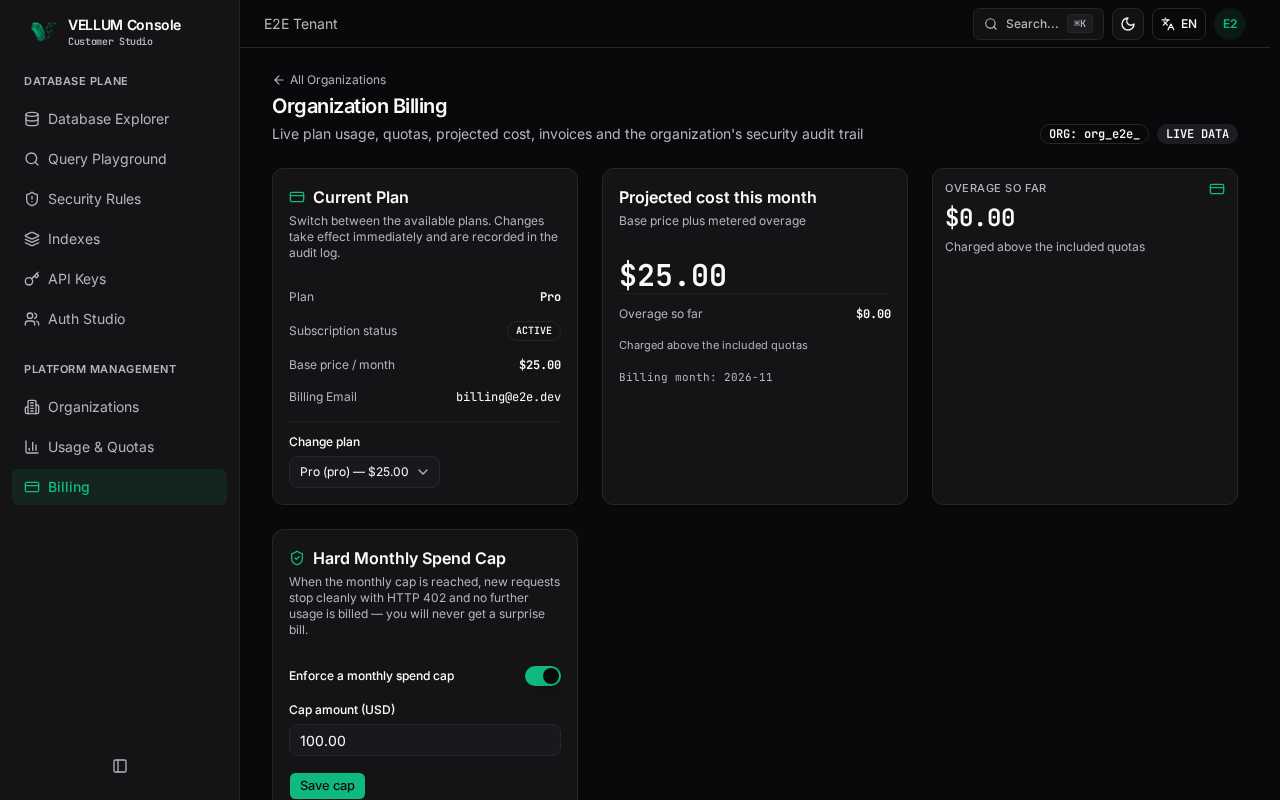 VELLUM Console
Customer Studio
E2E Tenant
Search...
⌘K
EN
E2
DATABASE PLANE
Database Explorer
Query Playground
Security Rules
Indexes
API Keys
Auth Studio
PLATFORM MANAGEMENT
Organizations
Usage & Quotas
Billing
All Organizations
Organization Billing
Live plan usage, quotas, projected cost, invoices and the organization's security audit trail
ORG: org_e2e_
LIVE DATA
Current Plan
Switch between the available plans. Changes
take effect immediately and are recorded in the
audit log.
Plan
Pro
Subscription status
ACTIVE
Base price / month
$25.00
Billing Email
billing@e2e.dev
Change plan
Pro (pro) — $25.00
Projected cost this month
Base price plus metered overage
$25.00
Overage so far
$0.00
Charged above the included quotas
Billing month: 2026-11
OVERAGE SO FAR
$0.00
Charged above the included quotas
Hard Monthly Spend Cap
When the monthly cap is reached, new requests
stop cleanly with HTTP 402 and no further
usage is billed — you will never get a surprise
bill.
Enforce a monthly spend cap
Cap amount (USD)
100.00
Save cap